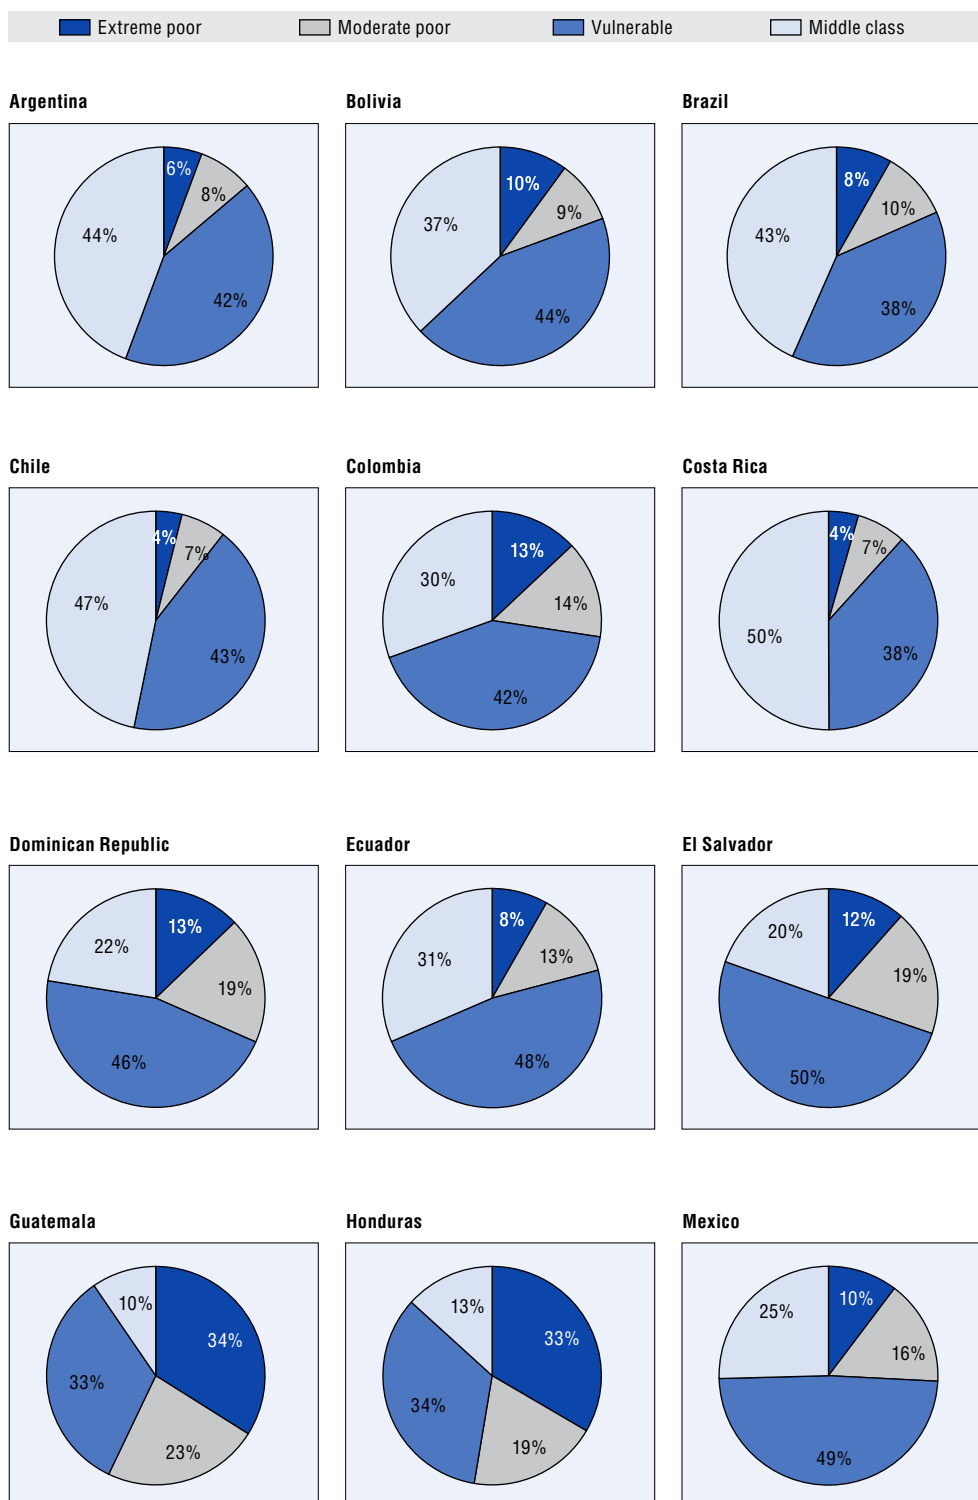 Extreme poor Moderate poor Vulnerable Middle class
Argentina Bolivia Brazil
6% 8% 42% 44%
10% 9% 44% 37%
8% 10% 38% 43%
Chile Colombia Costa Rica
4% 7% 43% 47%
13% 14% 42% 30%
4% 7% 38% 50%
Dominican Republic Ecuador El Salvador
13% 19% 46% 22%
8% 13% 48% 31%
12% 19% 50% 20%
Guatemala Honduras Mexico
34% 23% 33% 10%
33% 19% 34% 13%
10% 16% 49% 25%